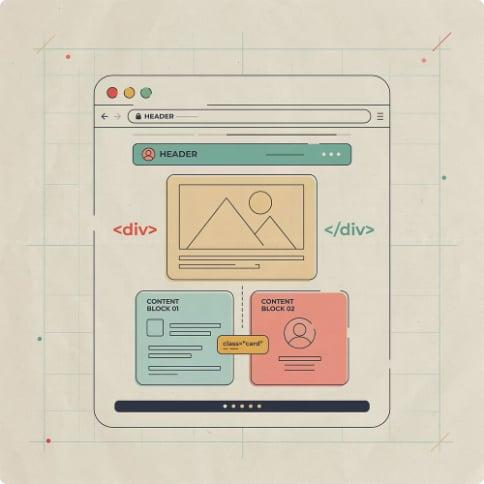 HEADER
HEADER
<div>
</div>
CONTENT
BLOCK 01
CONTENT
BLOCK 02
class="card"